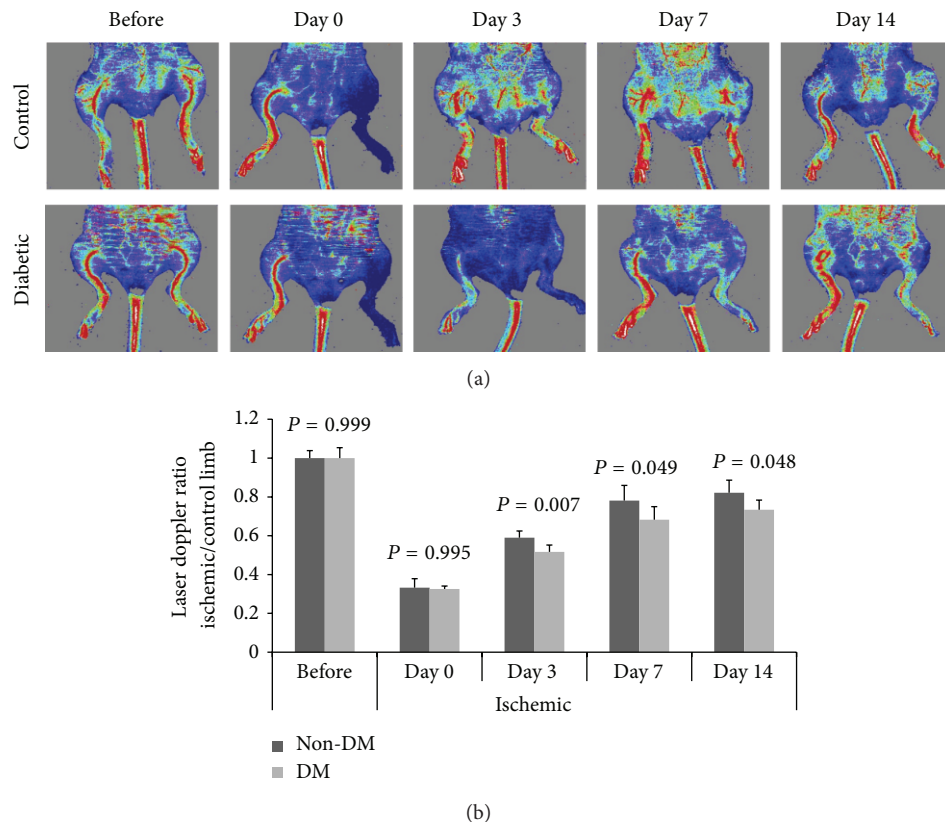 Before Day 0 Day 3 Day 7 Day 14
Control
Diabetic
(a)
Laser doppler ratio
ischemic/control limb
1.2
1
0.8
0.6
0.4
0.2
0
P = 0.999
P = 0.995
P = 0.007
P = 0.049
P = 0.048
Before Day 0 Day 3 Day 7 Day 14
Ischemic
Non-DM
DM
(b)